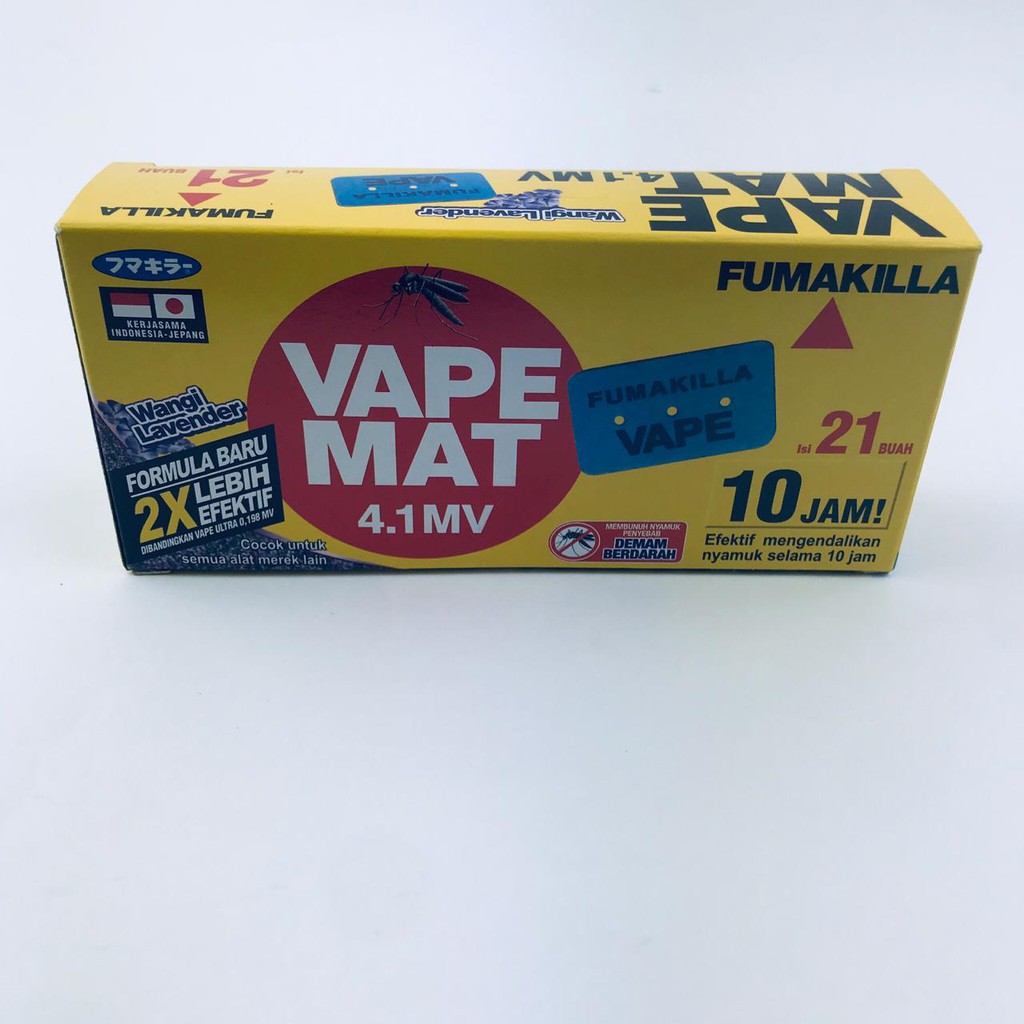 VAPE
MAT
4.1MV
Wangi Lavender
FUMAKILLA
VAPE
Isi 21 BUAH
FUMAKILLA
フマキラー
KERJASAMA
INDONESIA-JEPANG
Wangi
Lavender
FORMULA BARU
2X LEBIH
EFEKTIF
DIBANDINGKAN VAPE ULTRA 0,198 MV
Cocok untuk
semua alat merek lain
VAPE
MAT
4.1MV
FUMAKILLA
VAPE
MEMBUNUH NYAMUK
PENYEBAB
DEMAM
BERDARAH
FUMAKILLA
Isi 21 BUAH
10 JAM!
Efektif mengendalikan
nyamuk selama 10 jam